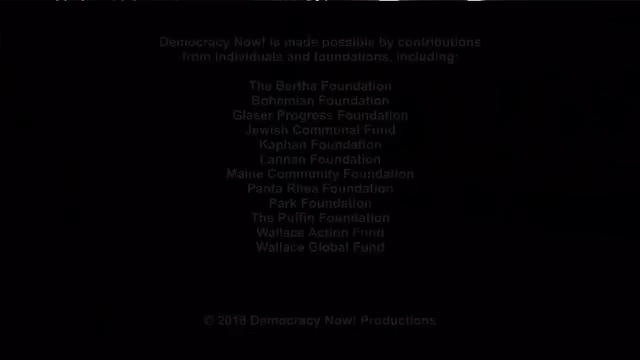 Democracy Now! is made possible by contributions
from individuals and foundations, including:
The Bertha Foundation
Bohemian Foundation
Glaser Progress Foundation
Jewish Communal Fund
Kaphan Foundation
Lannan Foundation
Maine Community Foundation
Panta Rhea Foundation
Park Foundation
The Puffin Foundation
Wallace Action Fund
Wallace Global Fund
© 2018 Democracy Now! Productions